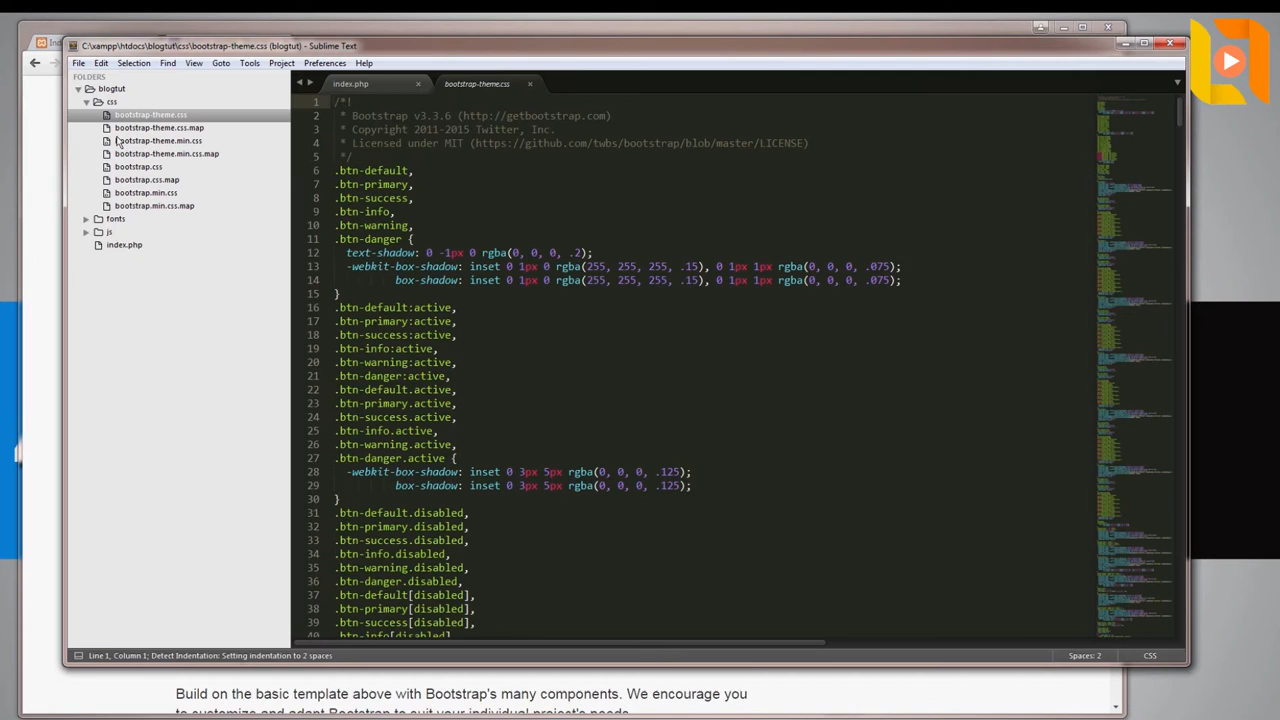 C:\xampp\htdocs\blogtut\css\bootstrap-theme.css (blogtut) - Sublime Text
File Edit Selection Find View Goto Tools Project Preferences Help
FOLDERS
blogtut
css
bootstrap-theme.css
bootstrap-theme.css.map
bootstrap-theme.min.css
bootstrap-theme.min.css.map
bootstrap.css
bootstrap.css.map
bootstrap.min.css
bootstrap.min.css.map
fonts
js
index.php
index.php bootstrap-theme.css
1 /*!
2 * Bootstrap v3.3.6 (http://getbootstrap.com)
3 * Copyright 2011-2015 Twitter, Inc.
4 * Licensed under MIT (https://github.com/twbs/bootstrap/blob/master/LICENSE)
5 */
6 .btn-default,
7 .btn-primary,
8 .btn-success,
9 .btn-info,
10 .btn-warning,
11 .btn-danger {
12 text-shadow: 0 -1px 0 rgba(0, 0, 0, .2);
13 -webkit-box-shadow: inset 0 1px 0 rgba(255, 255, 255, .15), 0 1px 1px rgba(0, 0, 0, .075);
14 box-shadow: inset 0 1px 0 rgba(255, 255, 255, .15), 0 1px 1px rgba(0, 0, 0, .075);
15 }
16 .btn-default:active,
17 .btn-primary:active,
18 .btn-success:active,
19 .btn-info:active,
20 .btn-warning:active,
21 .btn-danger:active,
22 .btn-default.active,
23 .btn-primary.active,
24 .btn-success.active,
25 .btn-info.active,
26 .btn-warning.active,
27 .btn-danger.active {
28 -webkit-box-shadow: inset 0 3px 5px rgba(0, 0, 0, .125);
29 box-shadow: inset 0 3px 5px rgba(0, 0, 0, .125);
30 }
31 .btn-default.disabled,
32 .btn-primary.disabled,
33 .btn-success.disabled,
34 .btn-info.disabled,
35 .btn-warning.disabled,
36 .btn-danger.disabled,
37 .btn-default[disabled],
38 .btn-primary[disabled],
39 .btn-success[disabled],
40 .btn-info[disabled],
Line 1, Column 1; Detect Indentation: Setting indentation to 2 spaces
Spaces: 2 CSS
Build on the basic template above with Bootstrap's many components. We encourage you
to customize and adapt Bootstrap to suit your individual project's needs.